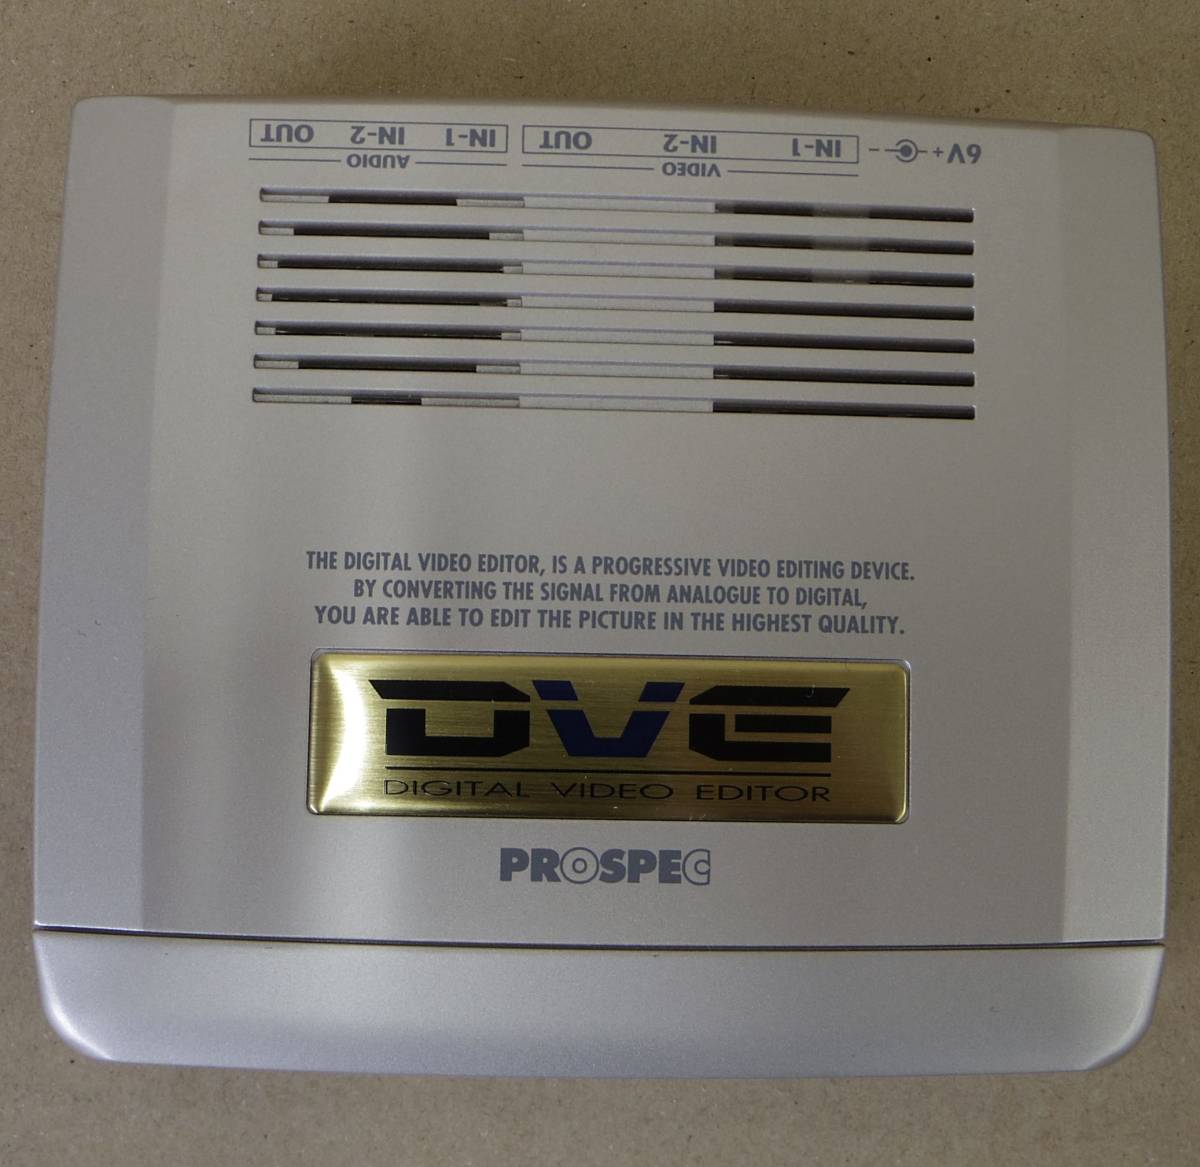 OUT IN-2 IN-1 OUT IN-2 IN-1 6V
AUDIO VIDEO
THE DIGITAL VIDEO EDITOR, IS A PROGRESSIVE VIDEO EDITING DEVICE.
BY CONVERTING THE SIGNAL FROM ANALOGUE TO DIGITAL,
YOU ARE ABLE TO EDIT THE PICTURE IN THE HIGHEST QUALITY.
DVE
DIGITAL VIDEO EDITOR
PROSPEC